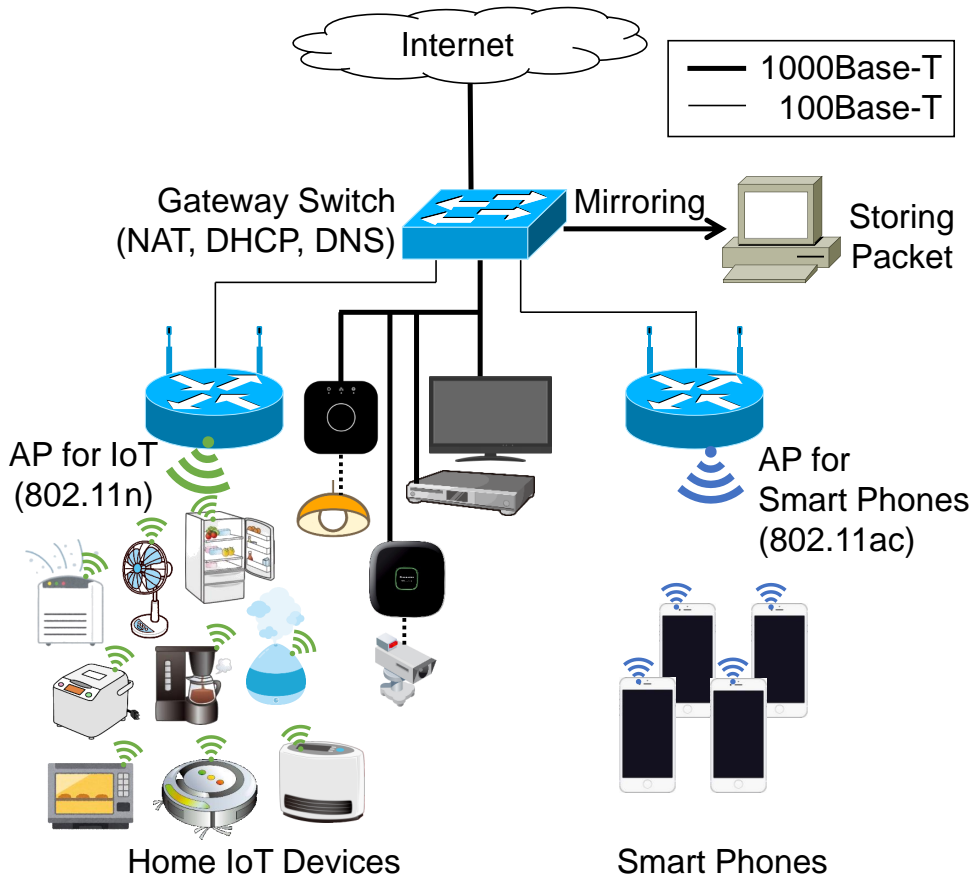 Internet
1000Base-T
100Base-T
Gateway Switch
(NAT, DHCP, DNS)
Mirroring
Storing
Packet
AP for IoT
(802.11n)
AP for
Smart Phones
(802.11ac)
Home IoT Devices
Smart Phones